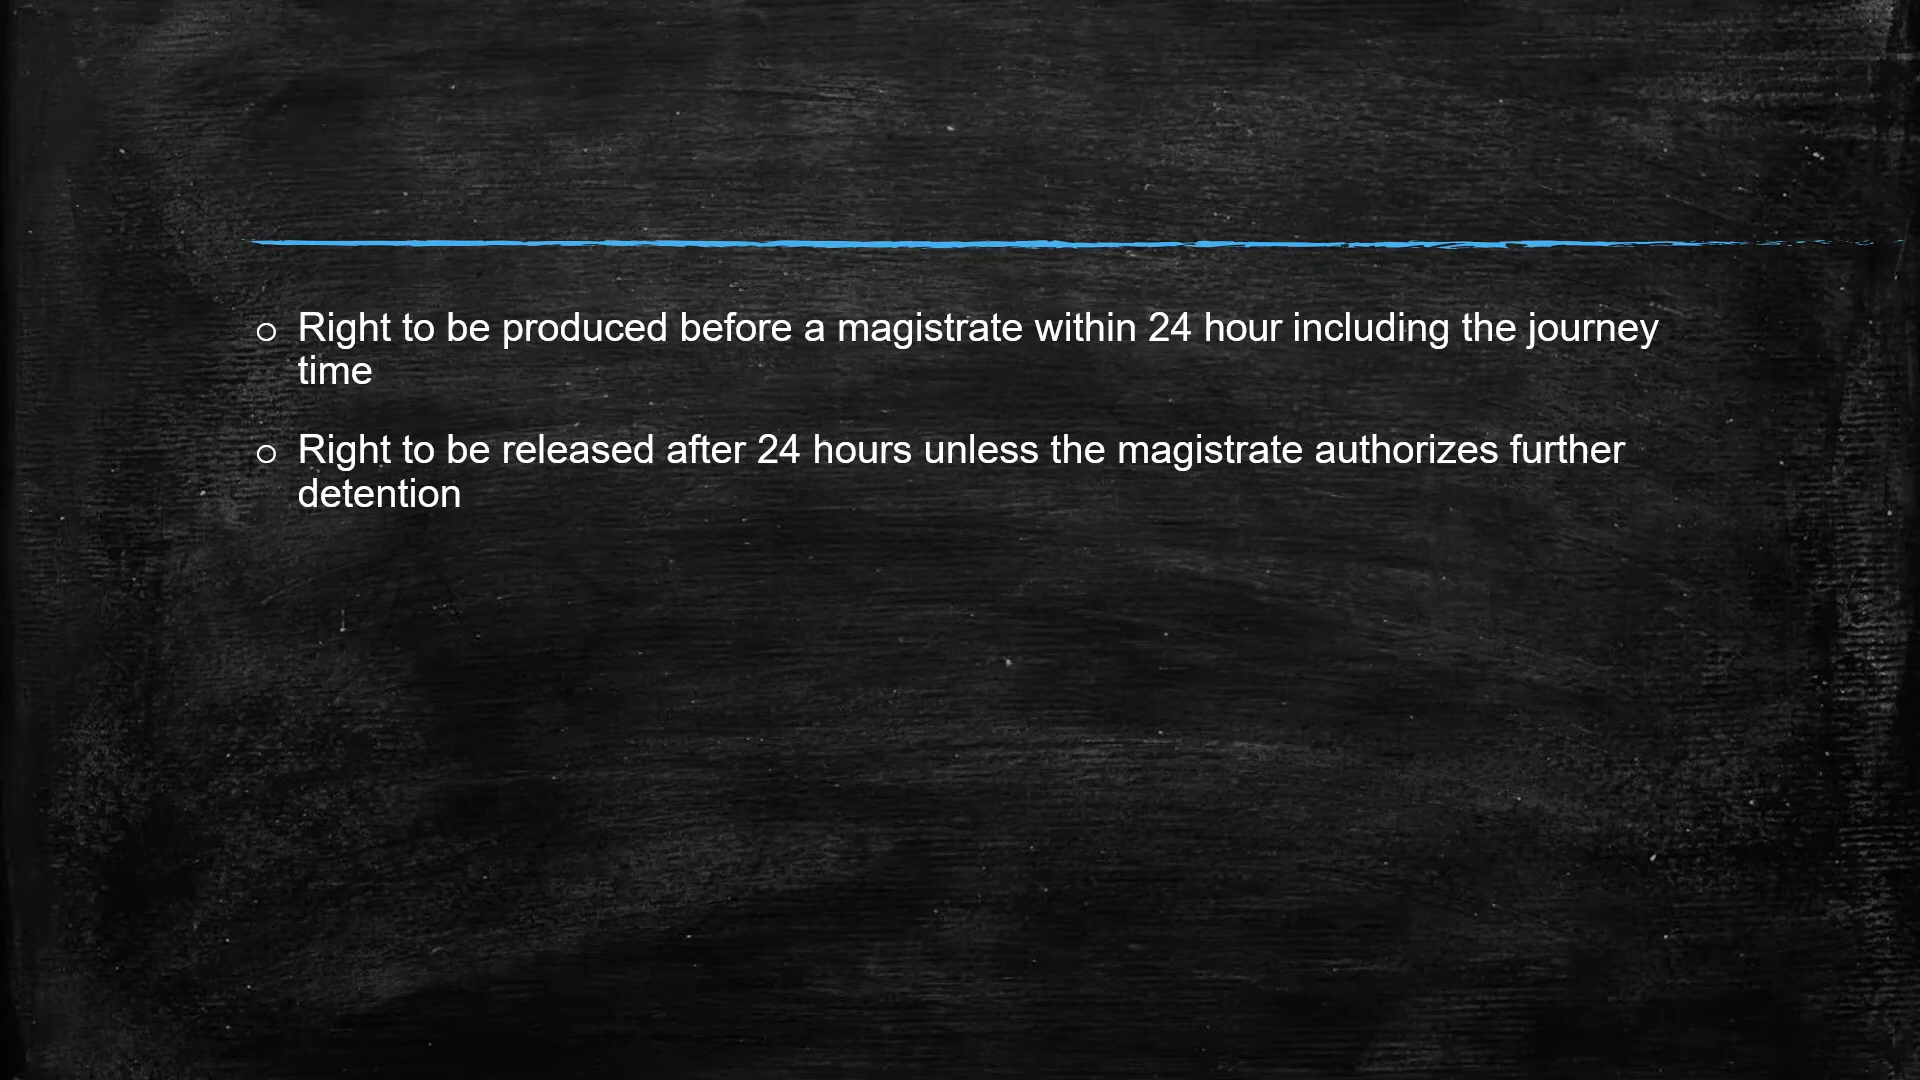 ○ Right to be produced before a magistrate within 24 hour including the journey
time
○ Right to be released after 24 hours unless the magistrate authorizes further
detention